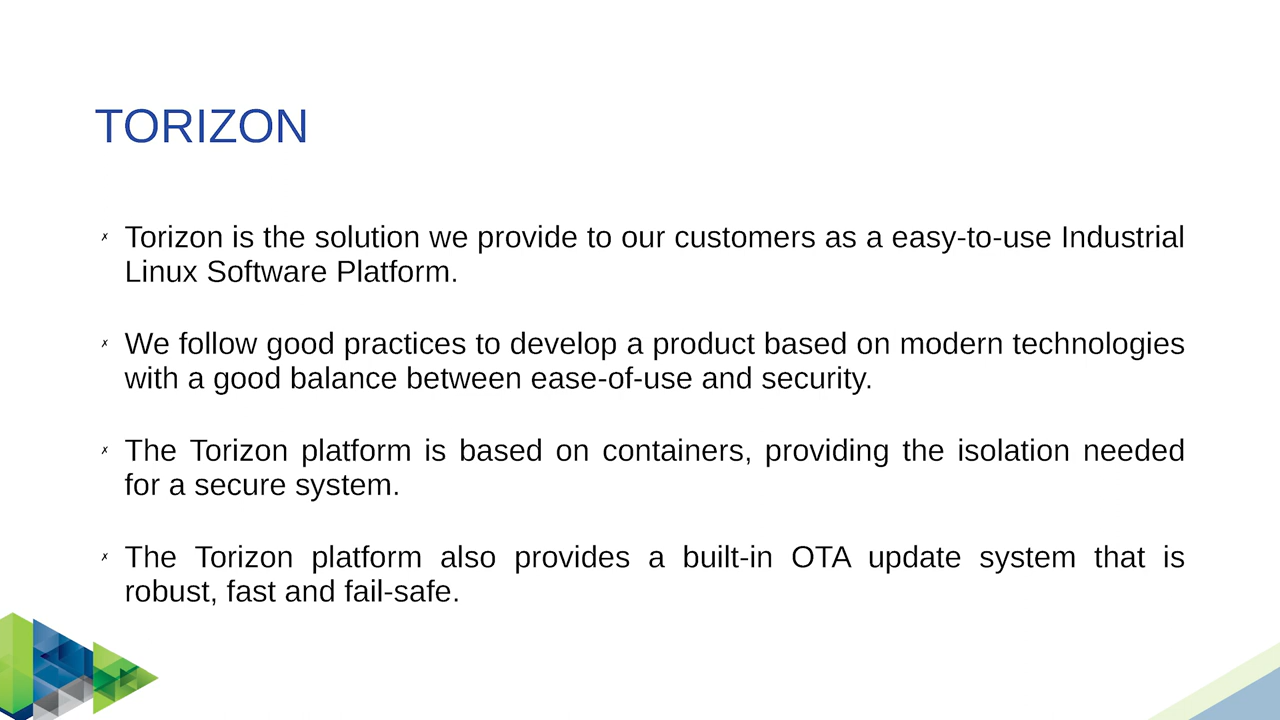 TORIZON
✗ Torizon is the solution we provide to our customers as a easy-to-use Industrial
Linux Software Platform.
✗ We follow good practices to develop a product based on modern technologies
with a good balance between ease-of-use and security.
✗ The Torizon platform is based on containers, providing the isolation needed
for a secure system.
✗ The Torizon platform also provides a built-in OTA update system that is
robust, fast and fail-safe.